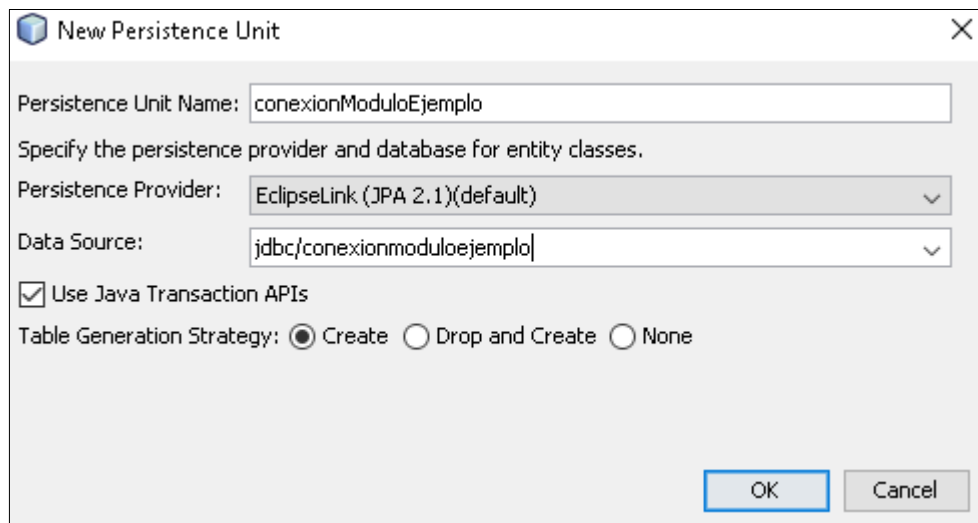 New Persistence Unit
Persistence Unit Name: conexionModuloEjemplo
Specify the persistence provider and database for entity classes.
Persistence Provider: EclipseLink (JPA 2.1)(default)
Data Source: jdbc/conexionmoduloejemplo
Use Java Transaction APIs
Table Generation Strategy: Create Drop and Create None
OK Cancel